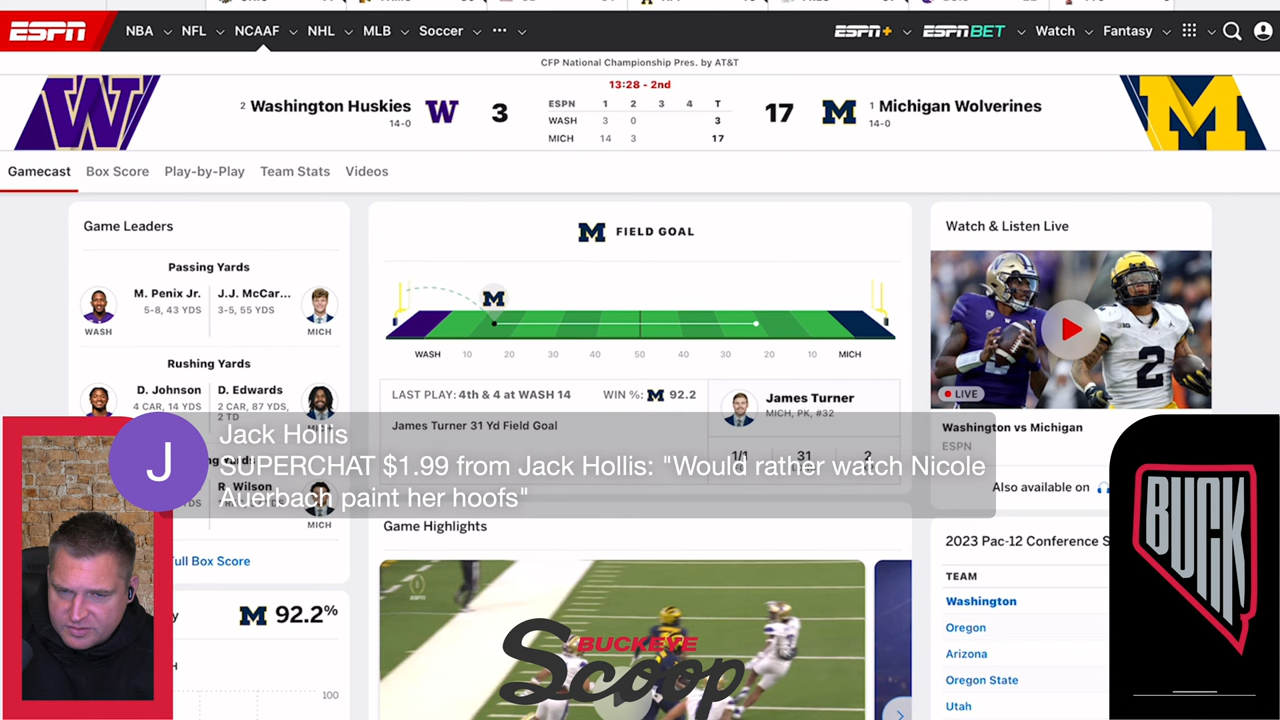 ESPN NBA NFL NCAAF NHL MLB Soccer ••• ESPN+ ESPN BET Watch Fantasy
CFP National Championship Pres. by AT&T
13:28 - 2nd
2 Washington Huskies
14-0
W
3
ESPN 1 2 3 4 T
WASH 3 0 3
MICH 14 3 17
17
M
1 Michigan Wolverines
14-0
Gamecast Box Score Play-by-Play Team Stats Videos
Game Leaders
Passing Yards
M. Penix Jr. J.J. McCar...
5-8, 43 YDS 3-5, 55 YDS
WASH MICH
Rushing Yards
D. Johnson D. Edwards
4 CAR, 14 YDS 2 CAR, 87 YDS,
2 TD
R. Wilson
MICH
Full Box Score
M 92.2%
100
M FIELD GOAL
M
WASH 10 20 30 40 50 40 30 20 10 MICH
LAST PLAY: 4th & 4 at WASH 14 WIN %: M 92.2
James Turner 31 Yd Field Goal
James Turner
MICH, PK, #32
1/1 31 2
Game Highlights
Watch & Listen Live
LIVE
Washington vs Michigan
ESPN
Also available on
2023 Pac-12 Conference S
TEAM
Washington
Oregon
Arizona
Oregon State
Utah
J
Jack Hollis
SUPERCHAT $1.99 from Jack Hollis: "Would rather watch Nicole
Auerbach paint her hoofs"
BUCKEYE
Scoop
BUCK